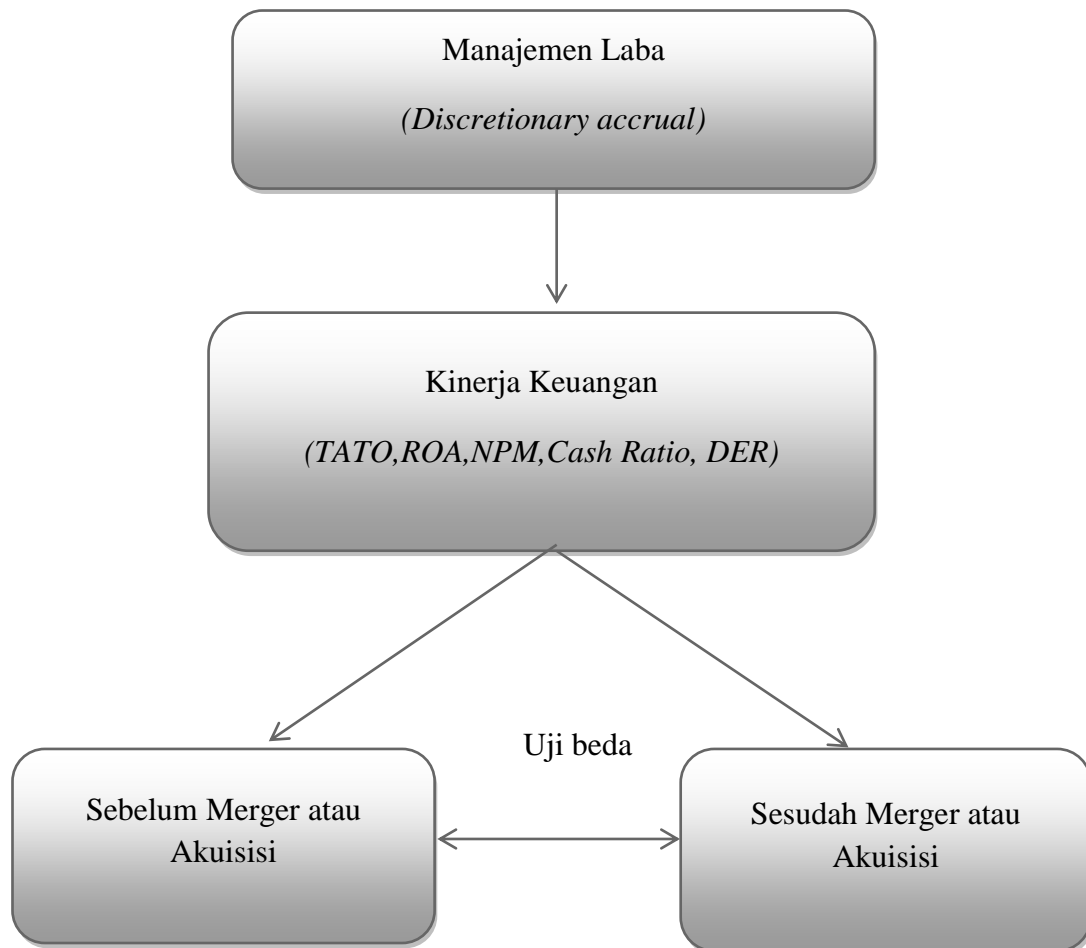 Manajemen Laba
(Discretionary accrual)
Kinerja Keuangan
(TATO,ROA,NPM,Cash Ratio, DER)
Uji beda
Sebelum Merger atau
Akuisisi
Sesudah Merger atau
Akuisisi